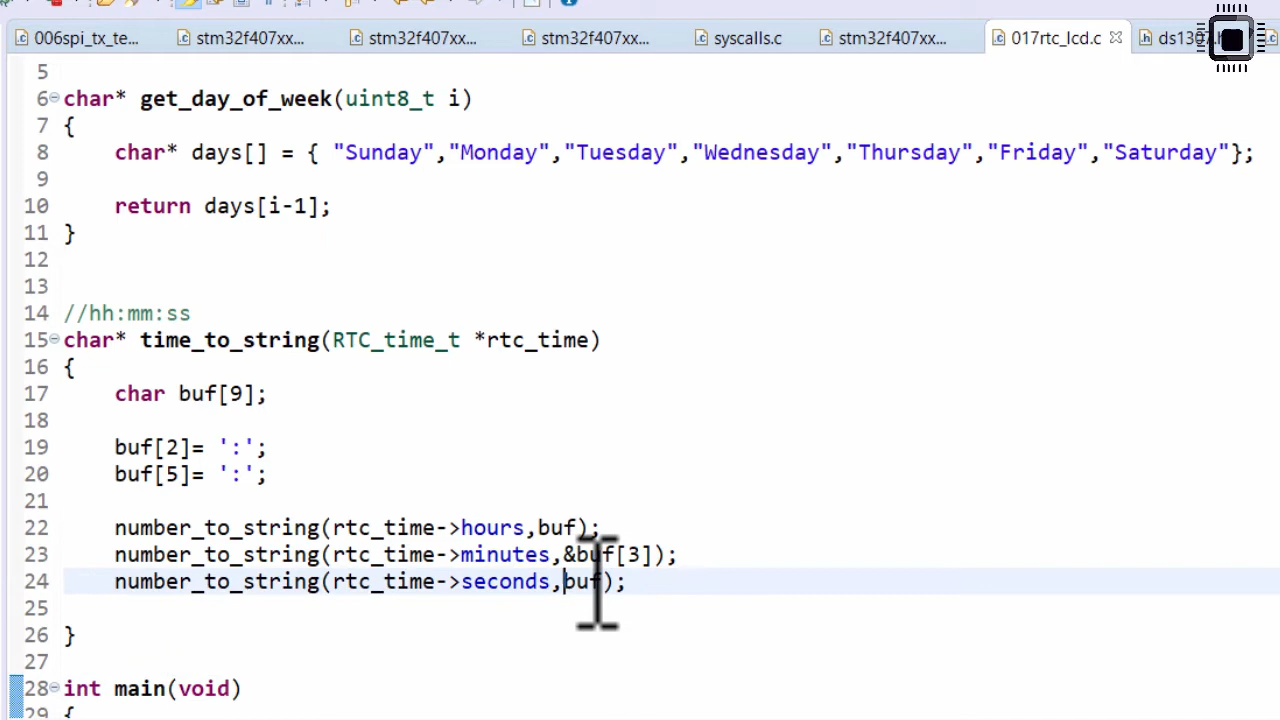 006spi_tx_te... stm32f407xx... stm32f407xx... stm32f407xx... syscalls.c stm32f407xx... 017rtc_lcd.c ds1307.h
5
6 char* get_day_of_week(uint8_t i)
7 {
8 char* days[] = { "Sunday","Monday","Tuesday","Wednesday","Thursday","Friday","Saturday"};
9
10 return days[i-1];
11 }
12
13
14 //hh:mm:ss
15 char* time_to_string(RTC_time_t *rtc_time)
16 {
17 char buf[9];
18
19 buf[2]= ':';
20 buf[5]= ':';
21
22 number_to_string(rtc_time->hours,buf);
23 number_to_string(rtc_time->minutes,&buf[3]);
24 number_to_string(rtc_time->seconds,buf);
25
26 }
27
28 int main(void)
29 {